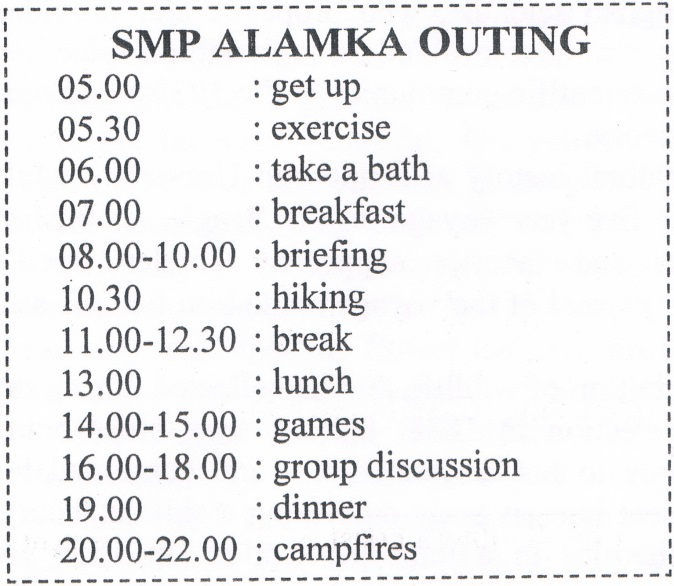 SMP ALAMKA OUTING
05.00 : get up
05.30 : exercise
06.00 : take a bath
07.00 : breakfast
08.00-10.00 : briefing
10.30 : hiking
11.00-12.30 : break
13.00 : lunch
14.00-15.00 : games
16.00-18.00 : group discussion
19.00 : dinner
20.00-22.00 : campfires